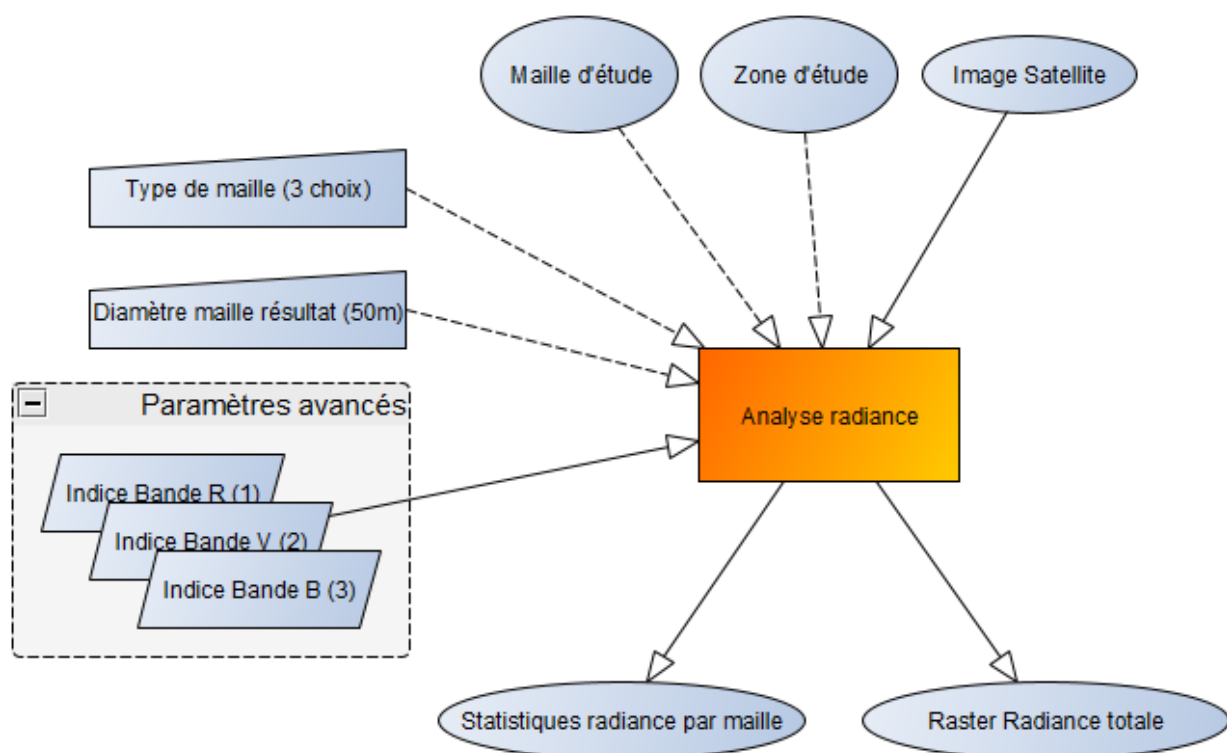 Maille d'étude
Zone d'étude
Image Satellite
Type de maille (3 choix)
Diamètre maille résultat (50m)
Paramètres avancés
Analyse radiance
Indice Bande R (1)
Indice Bande V (2)
Indice Bande B (3)
Statistiques radiance par maille
Raster Radiance totale